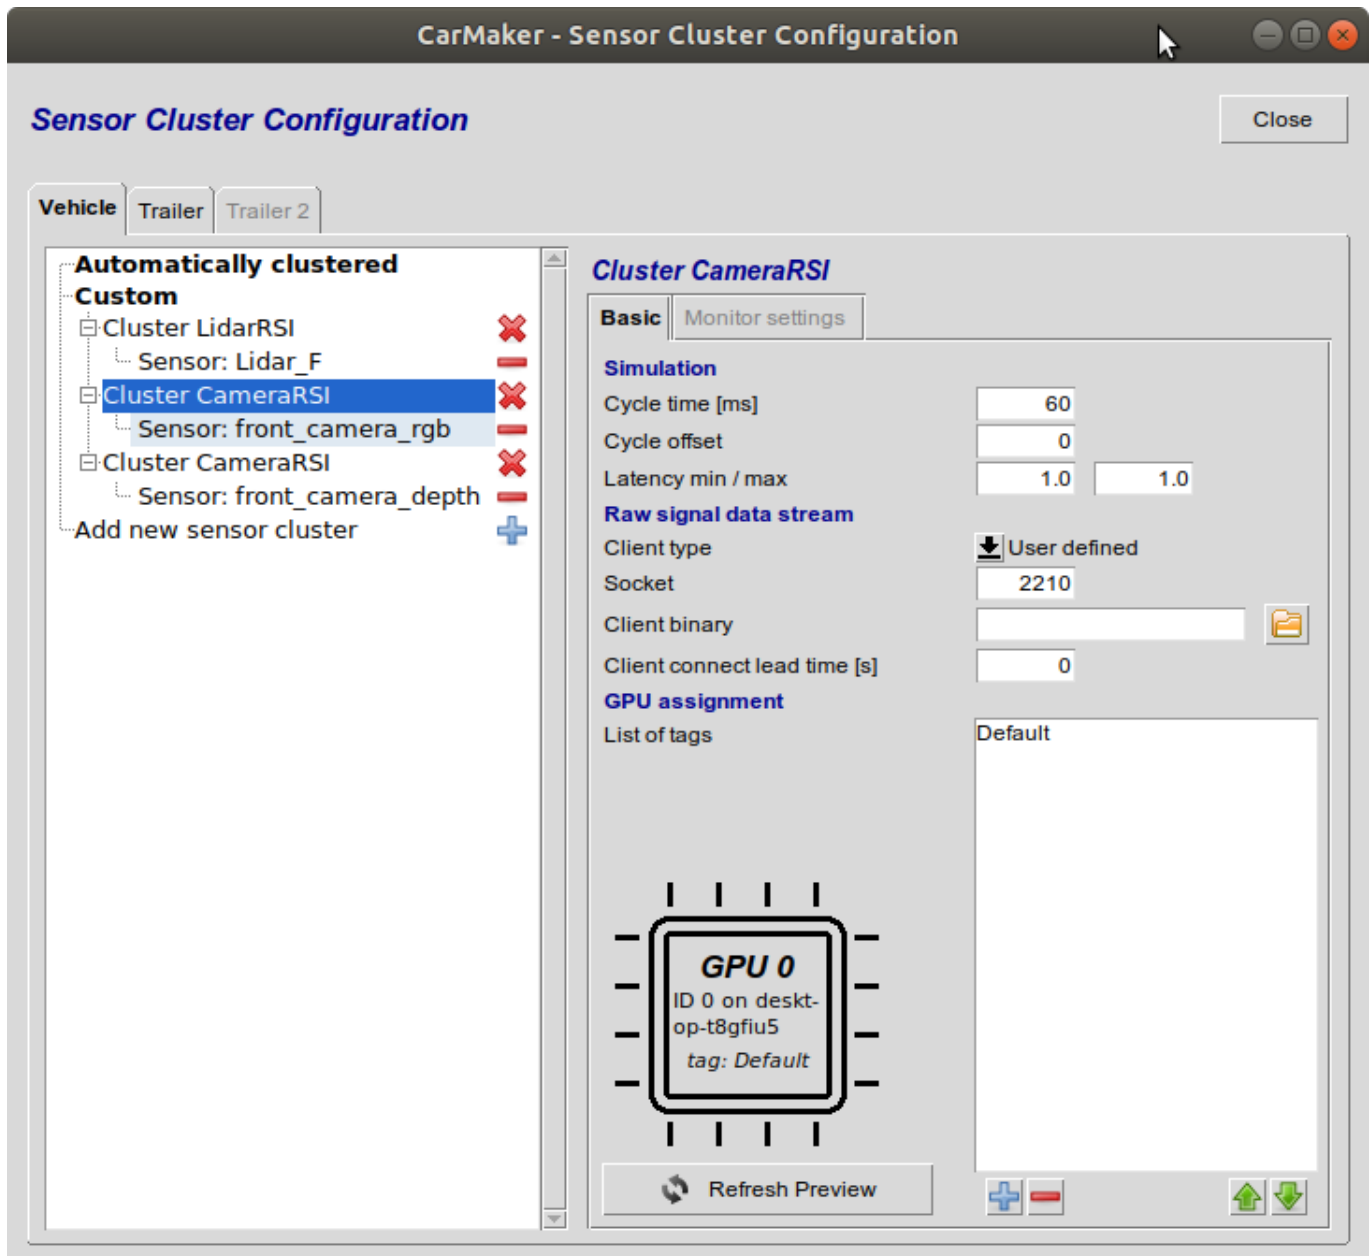 CarMaker - Sensor Cluster Configuration
Sensor Cluster Configuration
Close
Vehicle
Trailer
Trailer 2
Automatically clustered
Custom
Cluster LidarRSI
Sensor: Lidar_F
Cluster CameraRSI
Sensor: front_camera_rgb
Cluster CameraRSI
Sensor: front_camera_depth
Add new sensor cluster
Cluster CameraRSI
Basic
Monitor settings
Simulation
Cycle time [ms] 60
Cycle offset 0
Latency min / max 1.0 1.0
Raw signal data stream
Client type User defined
Socket 2210
Client binary
Client connect lead time [s] 0
GPU assignment
List of tags Default
GPU 0
ID 0 on deskt-
op-t8gfiu5
tag: Default
Refresh Preview